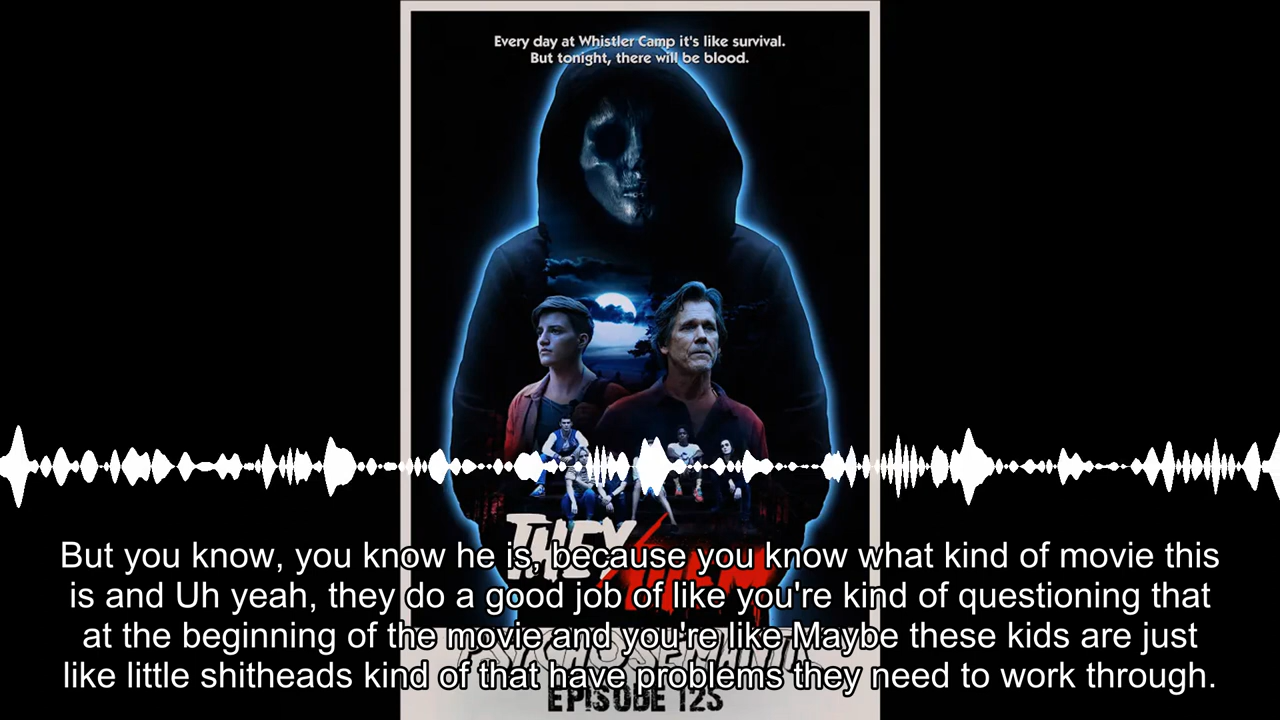 Every day at Whistler Camp it's like survival.
But tonight, there will be blood.
THEY/THEM
But you know, you know he is, because you know what kind of movie this
is and Uh yeah, they do a good job of like you're kind of questioning that
at the beginning of the movie and you're like Maybe these kids are just
like little shitheads kind of that have problems they need to work through.
EPISODE 125